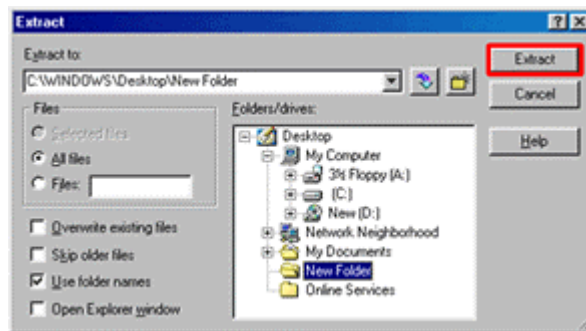 Extract
Extract to:
C:\WINDOWS\Desktop\New Folder
Extract
Cancel
Help
Files
Selected files
All files
Files:
Overwrite existing files
Skip older files
Use folder names
Open Explorer window
Folders/drives:
Desktop
My Computer
3½ Floppy (A:)
(C:)
New (D:)
Network Neighborhood
My Documents
New Folder
Online Services